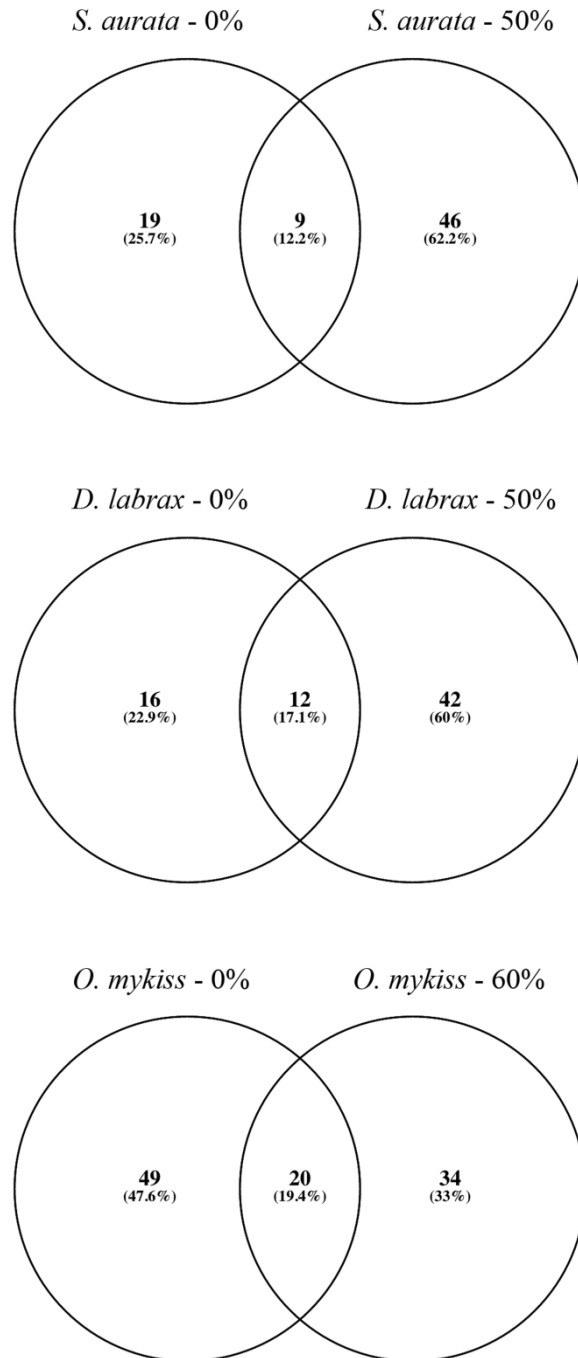 S. aurata - 0% S. aurata - 50%
19 9 46
(25.7%) (12.2%) (62.2%)
D. labrax - 0% D. labrax - 50%
16 12 42
(22.9%) (17.1%) (60%)
O. mykiss - 0% O. mykiss - 60%
49 20 34
(47.6%) (19.4%) (33%)